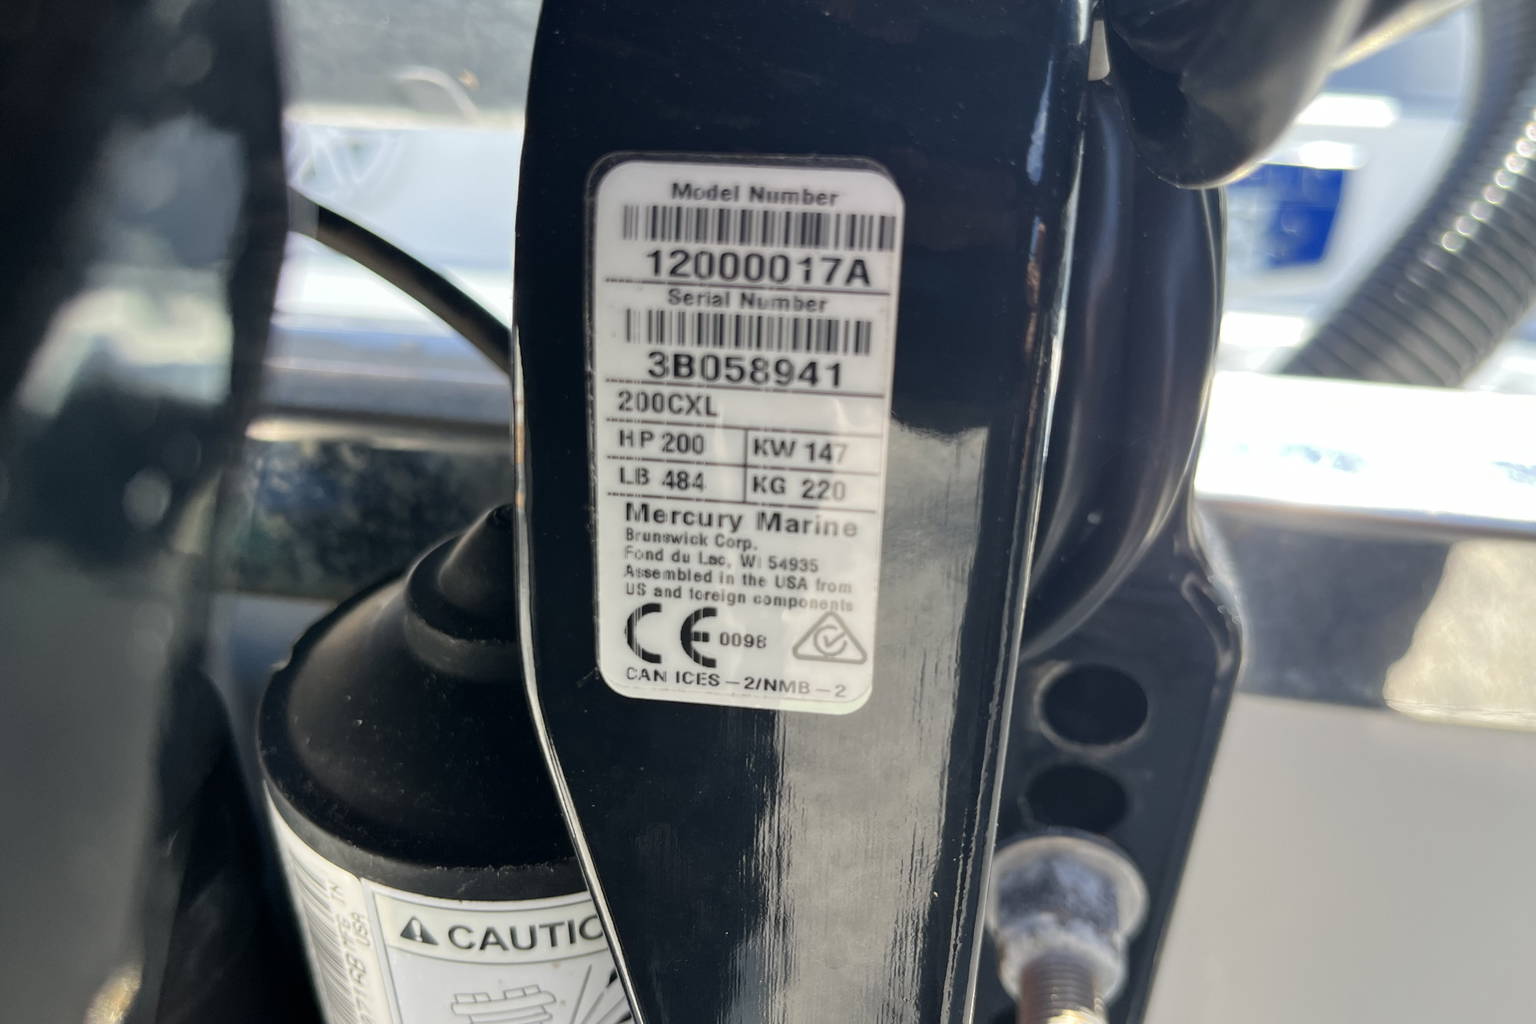 Model Number
12000017A
Serial Number
3B058941
200CXL
HP 200 KW 147
LB 484 KG 220
Mercury Marine
Brunswick Corp.
Fond du Lac, Wi 54935
Assembled in the USA from
US and foreign components
CE 0098
CAN ICES-2/NMB-2
CAUTIO